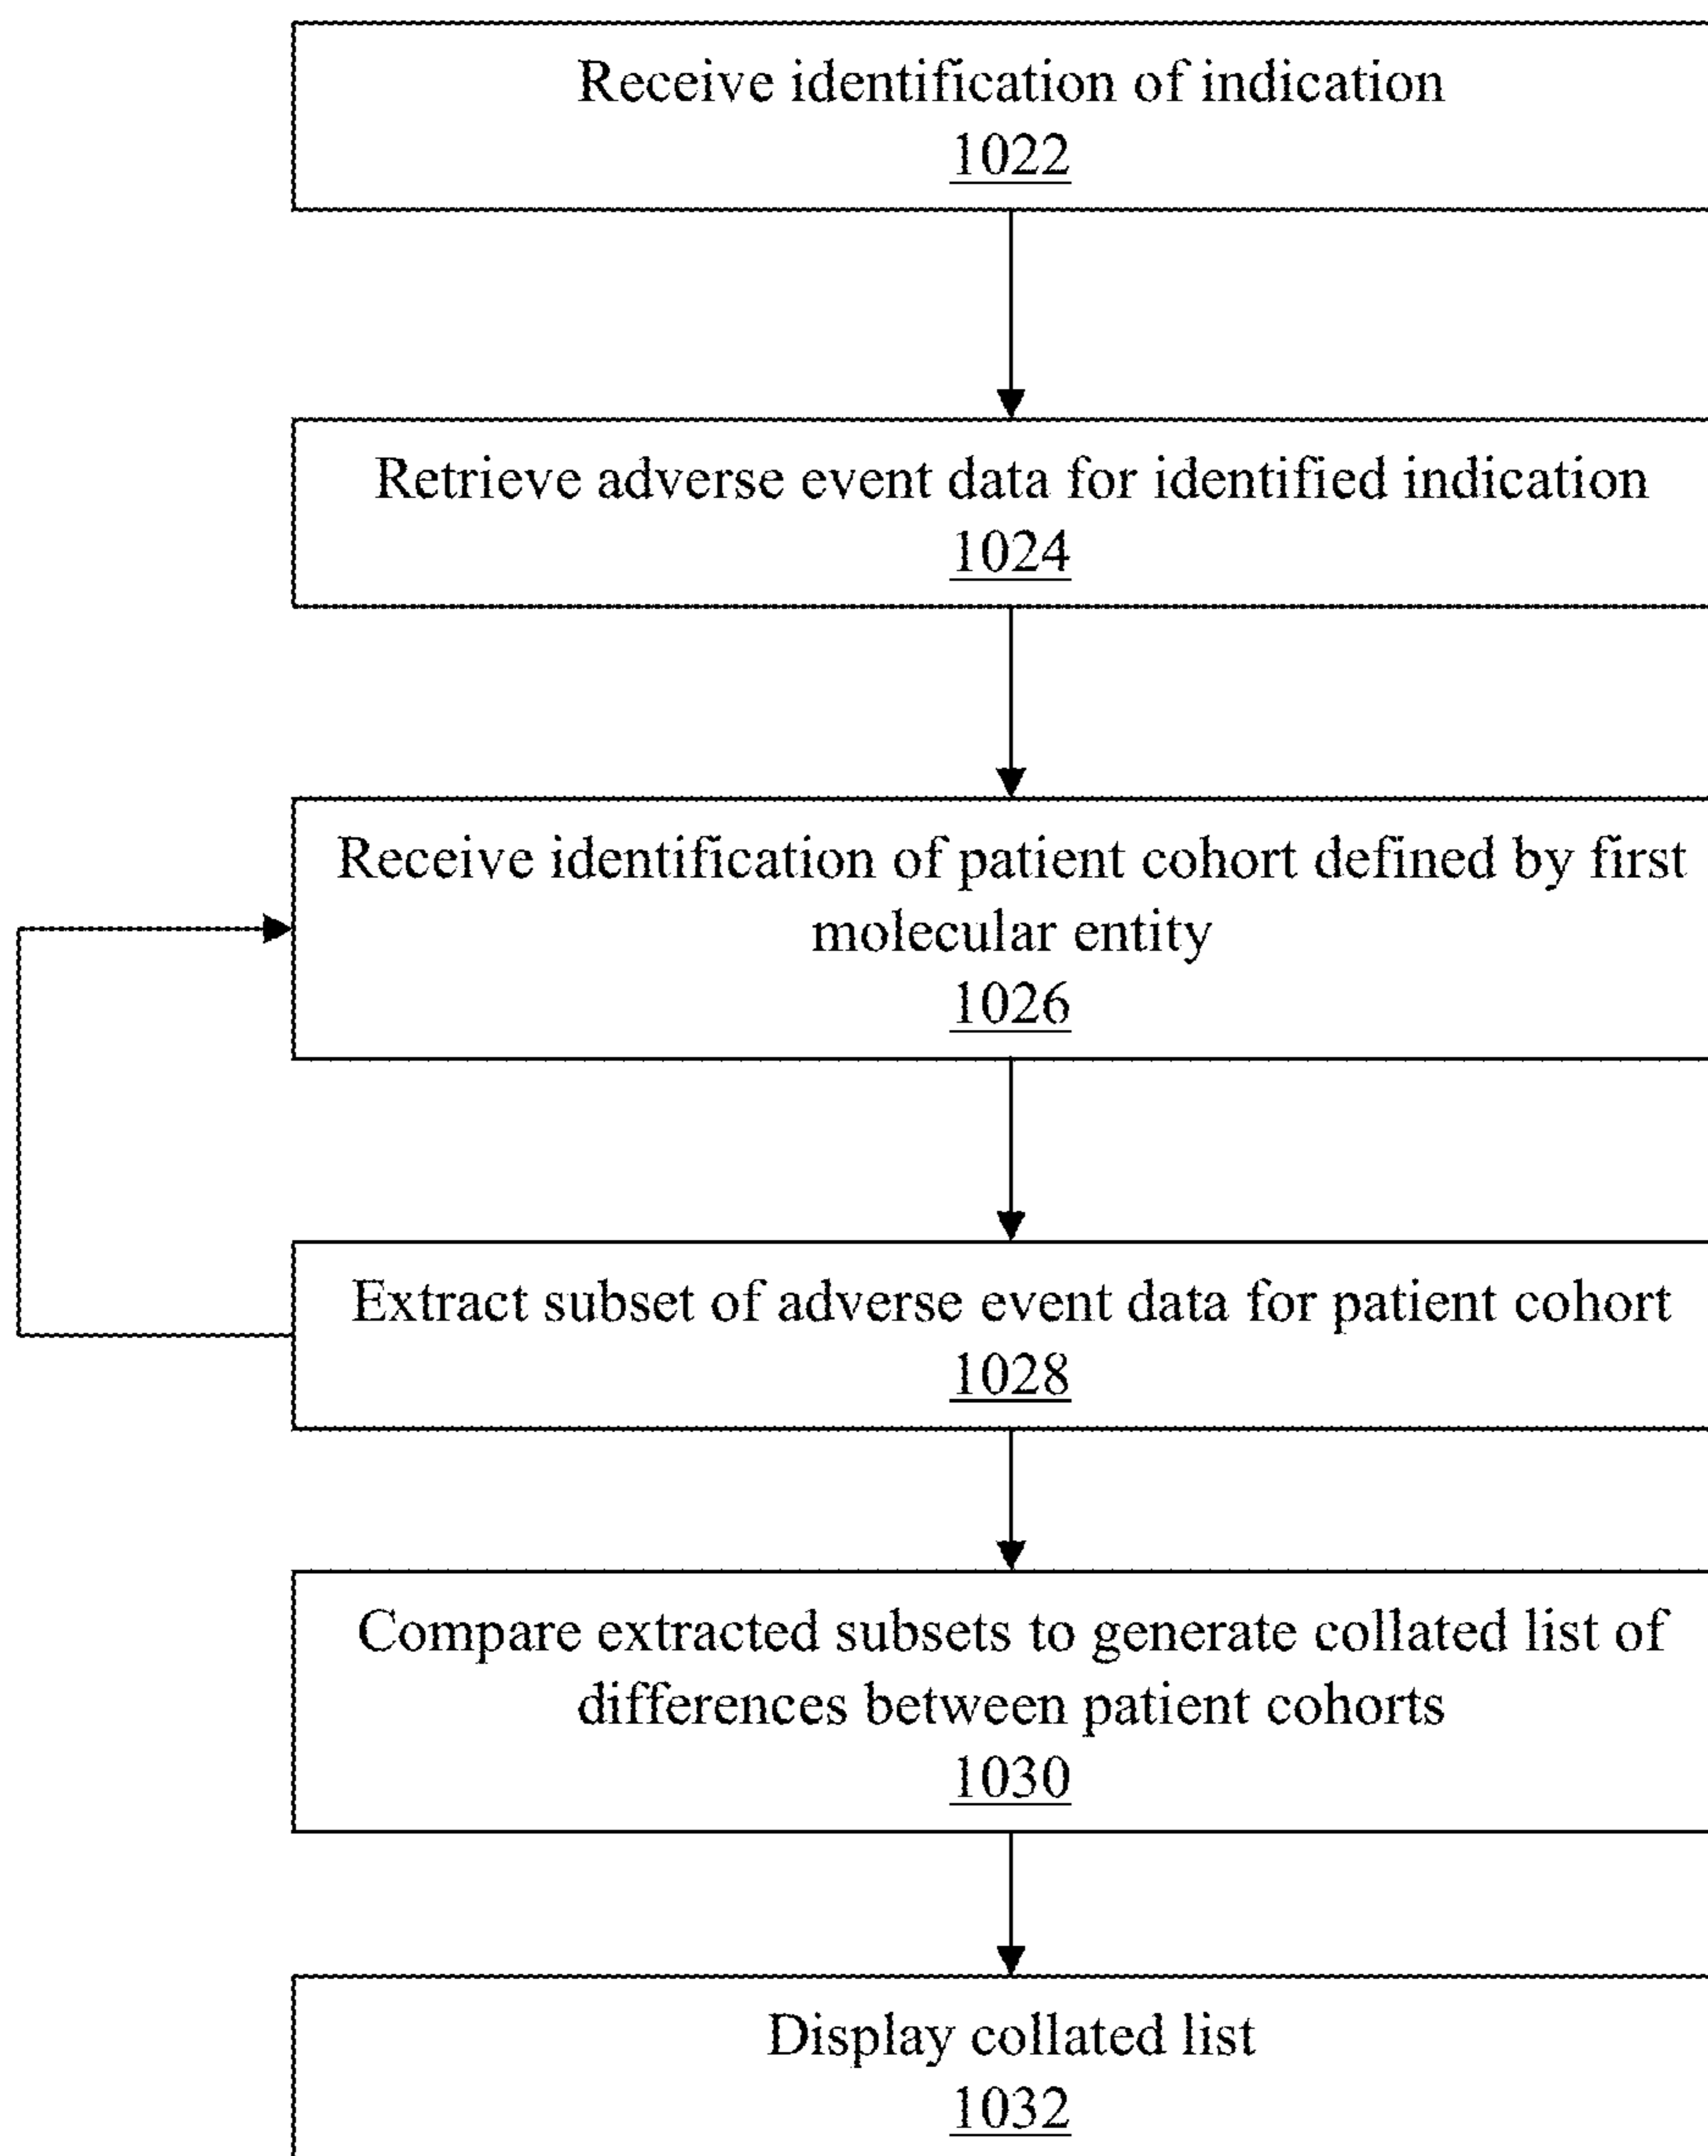 Receive identification of indication
1022
Retrieve adverse event data for identified indication
1024
Receive identification of patient cohort defined by first
molecular entity
1026
Extract subset of adverse event data for patient cohort
1028
Compare extracted subsets to generate collated list of
differences between patient cohorts
1030
Display collated list
1032